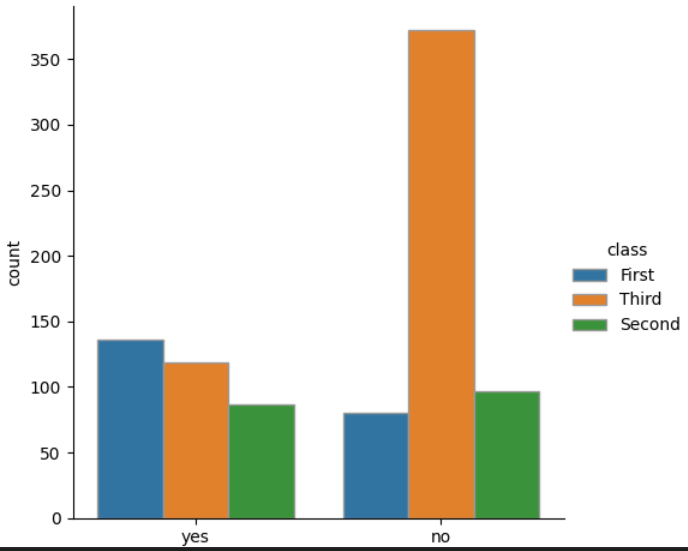 350
300
250
200
150
100
50
0
count
yes no
class
First
Third
Second